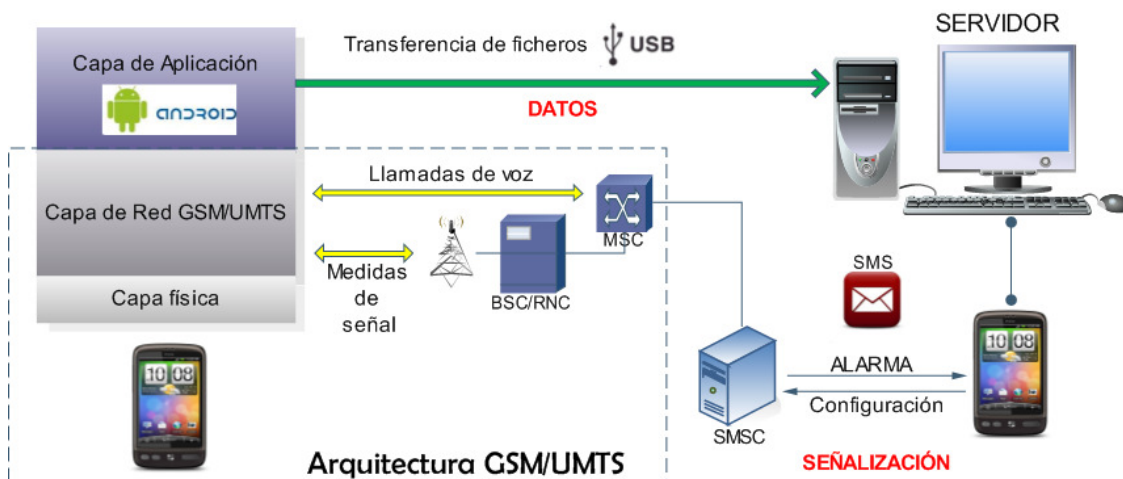 SERVIDOR
Transferencia de ficheros USB
Capa de Aplicación
ANDROID
DATOS
Llamadas de voz
Capa de Red GSM/UMTS
MSC
Medidas
de
señal
BSC/RNC
SMS
Capa física
10 08
10 08
ALARMA
Configuración
SMSC
Arquitectura GSM/UMTS
SEÑALIZACIÓN